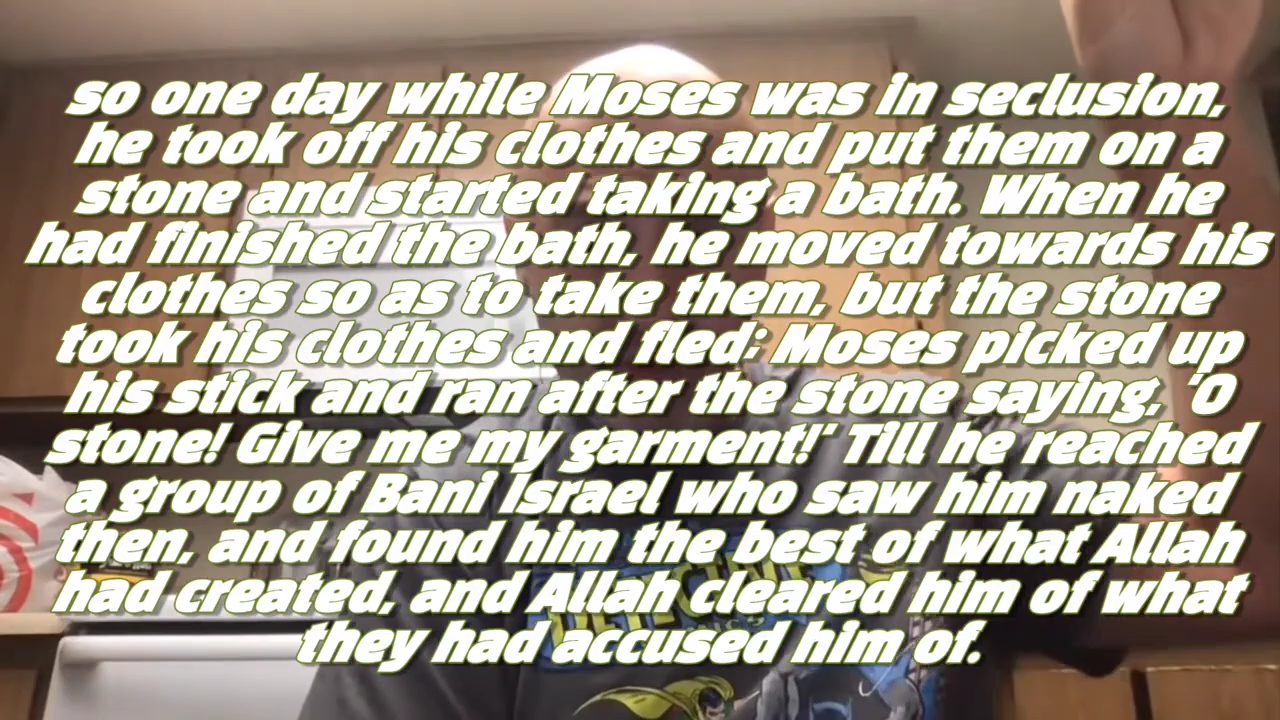 so one day while Moses was in seclusion,
he took off his clothes and put them on a
stone and started taking a bath. When he
had finished the bath, he moved towards his
clothes so as to take them, but the stone
took his clothes and fled; Moses picked up
his stick and ran after the stone saying, 'O
stone! Give me my garment!' Till he reached
a group of Bani Israel who saw him naked
then, and found him the best of what Allah
had created, and Allah cleared him of what
they had accused him of.